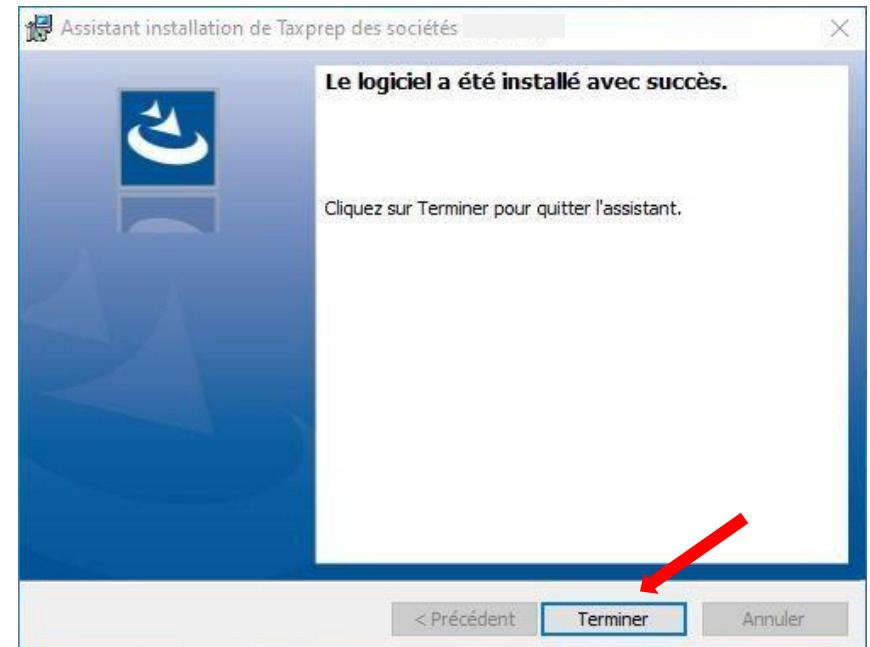 Assistant installation de Taxprep des sociétés
Le logiciel a été installé avec succès.
Cliquez sur Terminer pour quitter l'assistant.
< Précédent Terminer Annuler